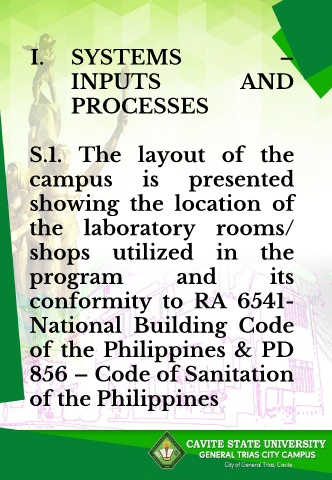 I. SYSTEMS –
INPUTS AND
PROCESSES
S.1. The layout of the
campus is presented
showing the location of
the laboratory rooms/
shops utilized in the
program and its
conformity to RA 6541-
National Building Code
of the Philippines & PD
856 – Code of Sanitation
of the Philippines
CAVITE STATE UNIVERSITY
GENERAL TRIAS CITY CAMPUS
City of General Trias, Cavite